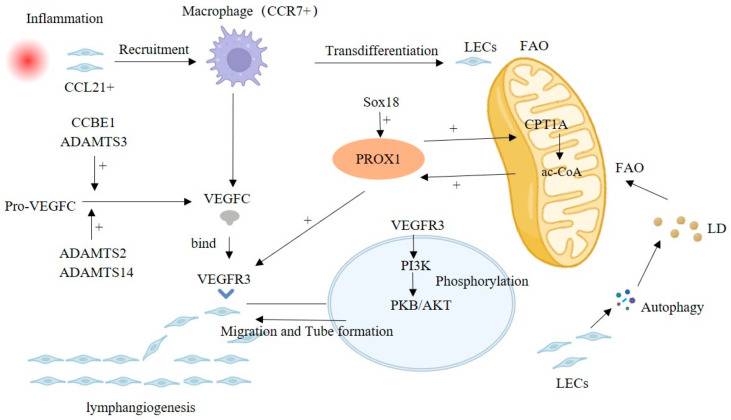 Inflammation
Macrophage (CCR7+)
Recruitment
CCL21+
Transdifferentiation
LECs
FAO
CCBE1
ADAMTS3
+
Pro-VEGFC
+
ADAMTS2
ADAMTS14
VEGFC
bind
VEGFR3
Sox18
+
PROX1
+
+
+
CPT1A
ac-CoA
FAO
LD
Autophagy
LECs
VEGFR3
PI3K
Phosphorylation
PKB/AKT
Migration and Tube formation
lymphangiogenesis